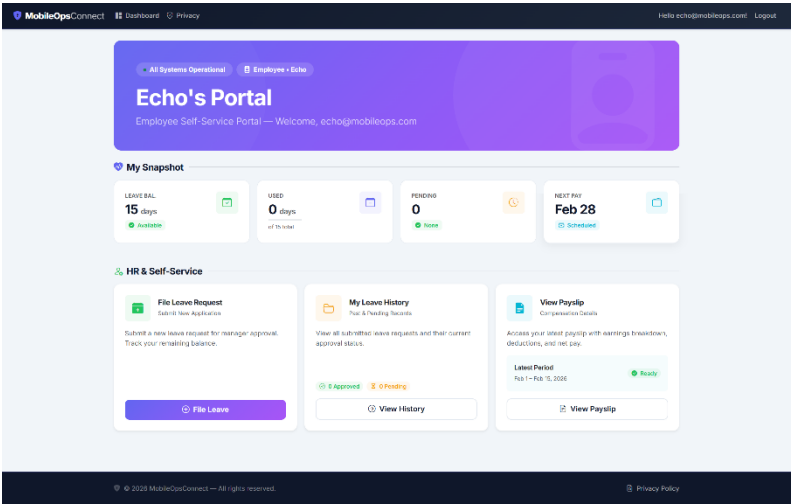 MobileOpsConnect Dashboard Privacy Hello echo@mobileops.com! Logout
All Systems Operational Employee • Echo
Echo's Portal
Employee Self-Service Portal — Welcome, echo@mobileops.com
My Snapshot
LEAVE BAL.
15 days
Available
USED
0 days
of 15 total
PENDING
0
None
NEXT PAY
Feb 28
Scheduled
HR & Self-Service
File Leave Request
Submit New Application
Submit a new leave request for manager approval.
Track your remaining balance.
File Leave
My Leave History
Past & Pending Records
View all submitted leave requests and their current
approval status.
0 Approved 0 Pending
View History
View Payslip
Compensation Details
Access your latest payslip with earnings breakdown,
deductions, and net pay.
Latest Period
Feb 1 – Feb 15, 2026
Ready
View Payslip
© 2026 MobileOpsConnect — All rights reserved. Privacy Policy